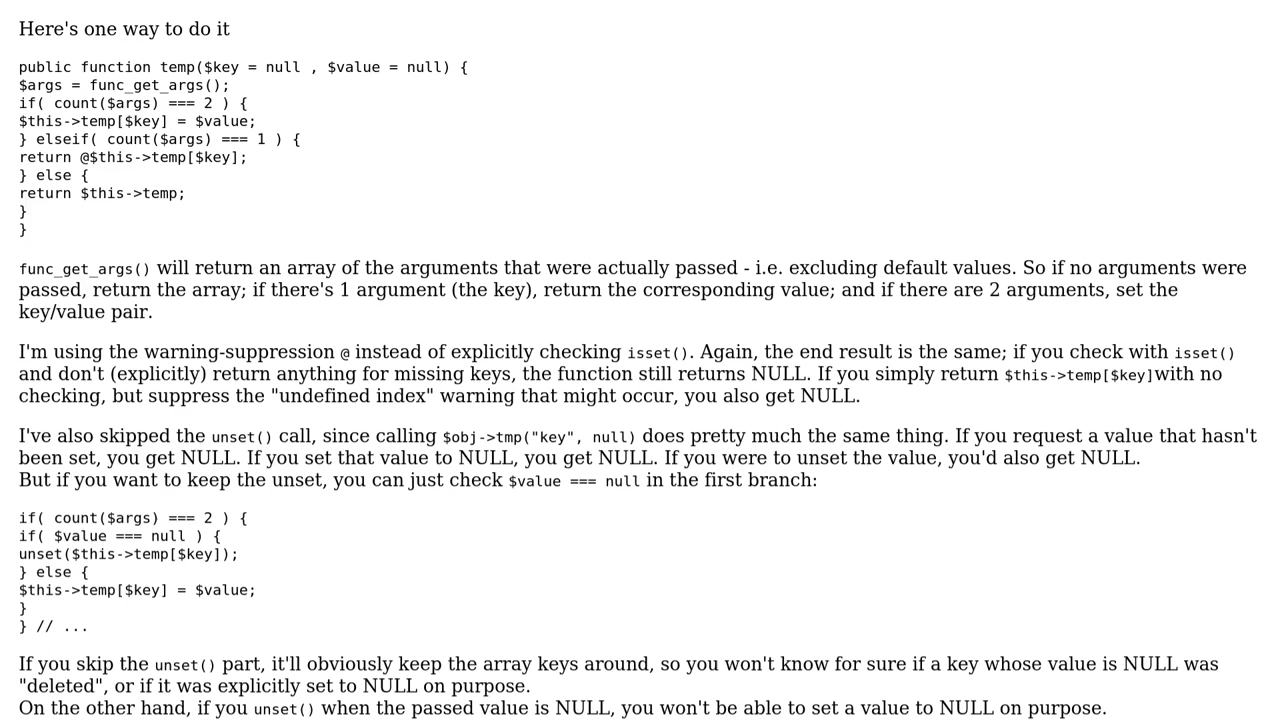 Here's one way to do it
public function temp($key = null , $value = null) {
$args = func_get_args();
if( count($args) === 2 ) {
$this->temp[$key] = $value;
} elseif( count($args) === 1 ) {
return @$this->temp[$key];
} else {
return $this->temp;
}
}
func_get_args() will return an array of the arguments that were actually passed - i.e. excluding default values. So if no arguments were
passed, return the array; if there's 1 argument (the key), return the corresponding value; and if there are 2 arguments, set the
key/value pair.
I'm using the warning-suppression @ instead of explicitly checking isset(). Again, the end result is the same; if you check with isset()
and don't (explicitly) return anything for missing keys, the function still returns NULL. If you simply return $this->temp[$key]with no
checking, but suppress the "undefined index" warning that might occur, you also get NULL.
I've also skipped the unset() call, since calling $obj->tmp("key", null) does pretty much the same thing. If you request a value that hasn't
been set, you get NULL. If you set that value to NULL, you get NULL. If you were to unset the value, you'd also get NULL.
But if you want to keep the unset, you can just check $value === null in the first branch:
if( count($args) === 2 ) {
if( $value === null ) {
unset($this->temp[$key]);
} else {
$this->temp[$key] = $value;
}
} // ...
If you skip the unset() part, it'll obviously keep the array keys around, so you won't know for sure if a key whose value is NULL was
"deleted", or if it was explicitly set to NULL on purpose.
On the other hand, if you unset() when the passed value is NULL, you won't be able to set a value to NULL on purpose.